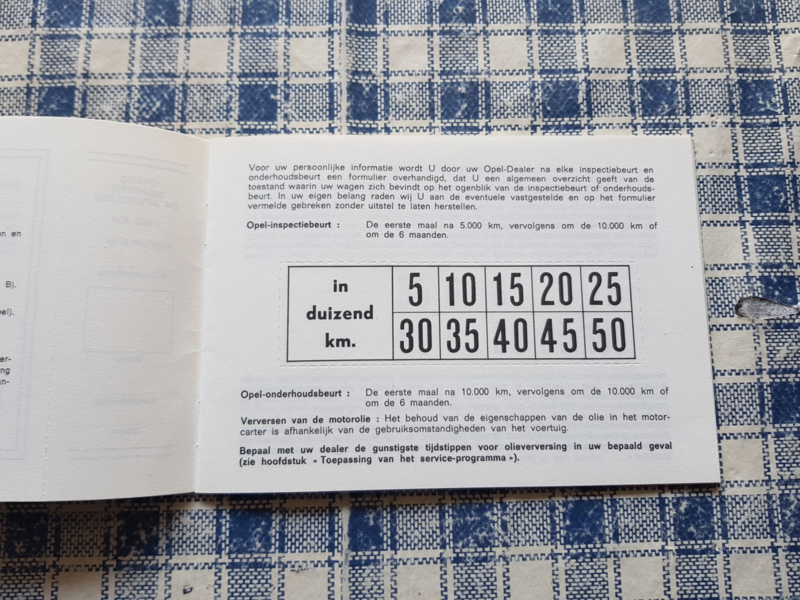 n en
B).
eel).
er-
ng
n-
Voor uw persoonlijke informatie wordt U door uw Opel-Dealer na elke inspectiebeurt en
onderhoudsbeurt een formulier overhandigd, dat U een algemeen overzicht geeft van de
toestand waarin uw wagen zich bevindt op het ogenblik van de inspectiebeurt of onderhouds-
beurt. In uw eigen belang raden wij U aan de eventuele vastgestelde en op het formulier
vermelde gebreken zonder uitstel te laten herstellen.
Opel-inspectiebeurt : De eerste maal na 5.000 km, vervolgens om de 10.000 km of
om de 6 maanden.
in
duizend
km.
5 10 15 20 25
30 35 40 45 50
Opel-onderhoudsbeurt : De eerste maal na 10.000 km, vervolgens om de 10.000 km of
om de 6 maanden.
Verversen van de motorolie : Het behoud van de eigenschappen van de olie in het motor-
carter is afhankelijk van de gebruiksomstandigheden van het voertuig.
Bepaal met uw dealer de gunstigste tijdstippen voor olieverversing in uw bepaald geval
(zie hoofdstuk « Toepassing van het service-programma »).